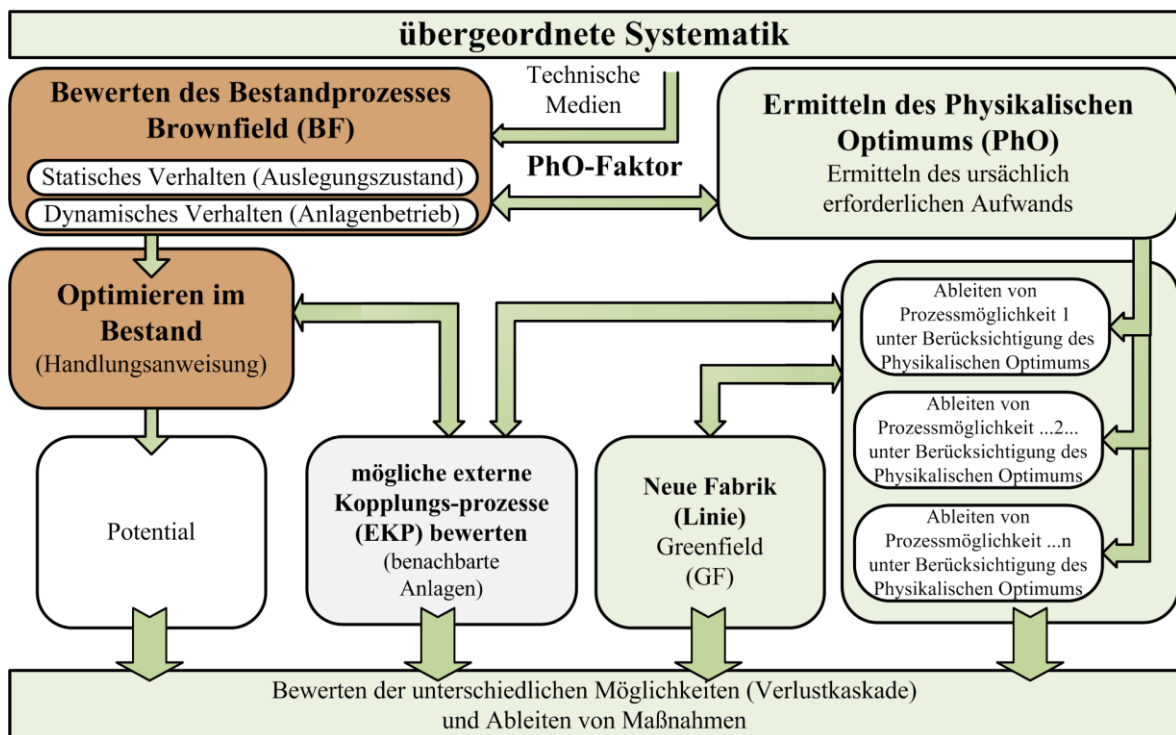 übergeordnete Systematik
Bewerten des Bestandprozesses
Brownfield (BF)
Statisches Verhalten (Auslegungszustand)
Dynamisches Verhalten (Anlagenbetrieb)
Technische
Medien
PhO-Faktor
Ermitteln des Physikalischen
Optimums (PhO)
Ermitteln des ursächlich
erforderlichen Aufwands
Optimieren im
Bestand
(Handlungsanweisung)
Ableiten von
Prozessmöglichkeit 1
unter Berücksichtigung des
Physikalischen Optimums
Ableiten von
Prozessmöglichkeit ...2...
unter Berücksichtigung des
Physikalischen Optimums
Ableiten von
Prozessmöglichkeit ...n
unter Berücksichtigung des
Physikalischen Optimums
Potential
mögliche externe
Kopplungs-prozesse
(EKP) bewerten
(benachbarte
Anlagen)
Neue Fabrik
(Linie)
Greenfield
(GF)
Bewerten der unterschiedlichen Möglichkeiten (Verlustkaskade)
und Ableiten von Maßnahmen